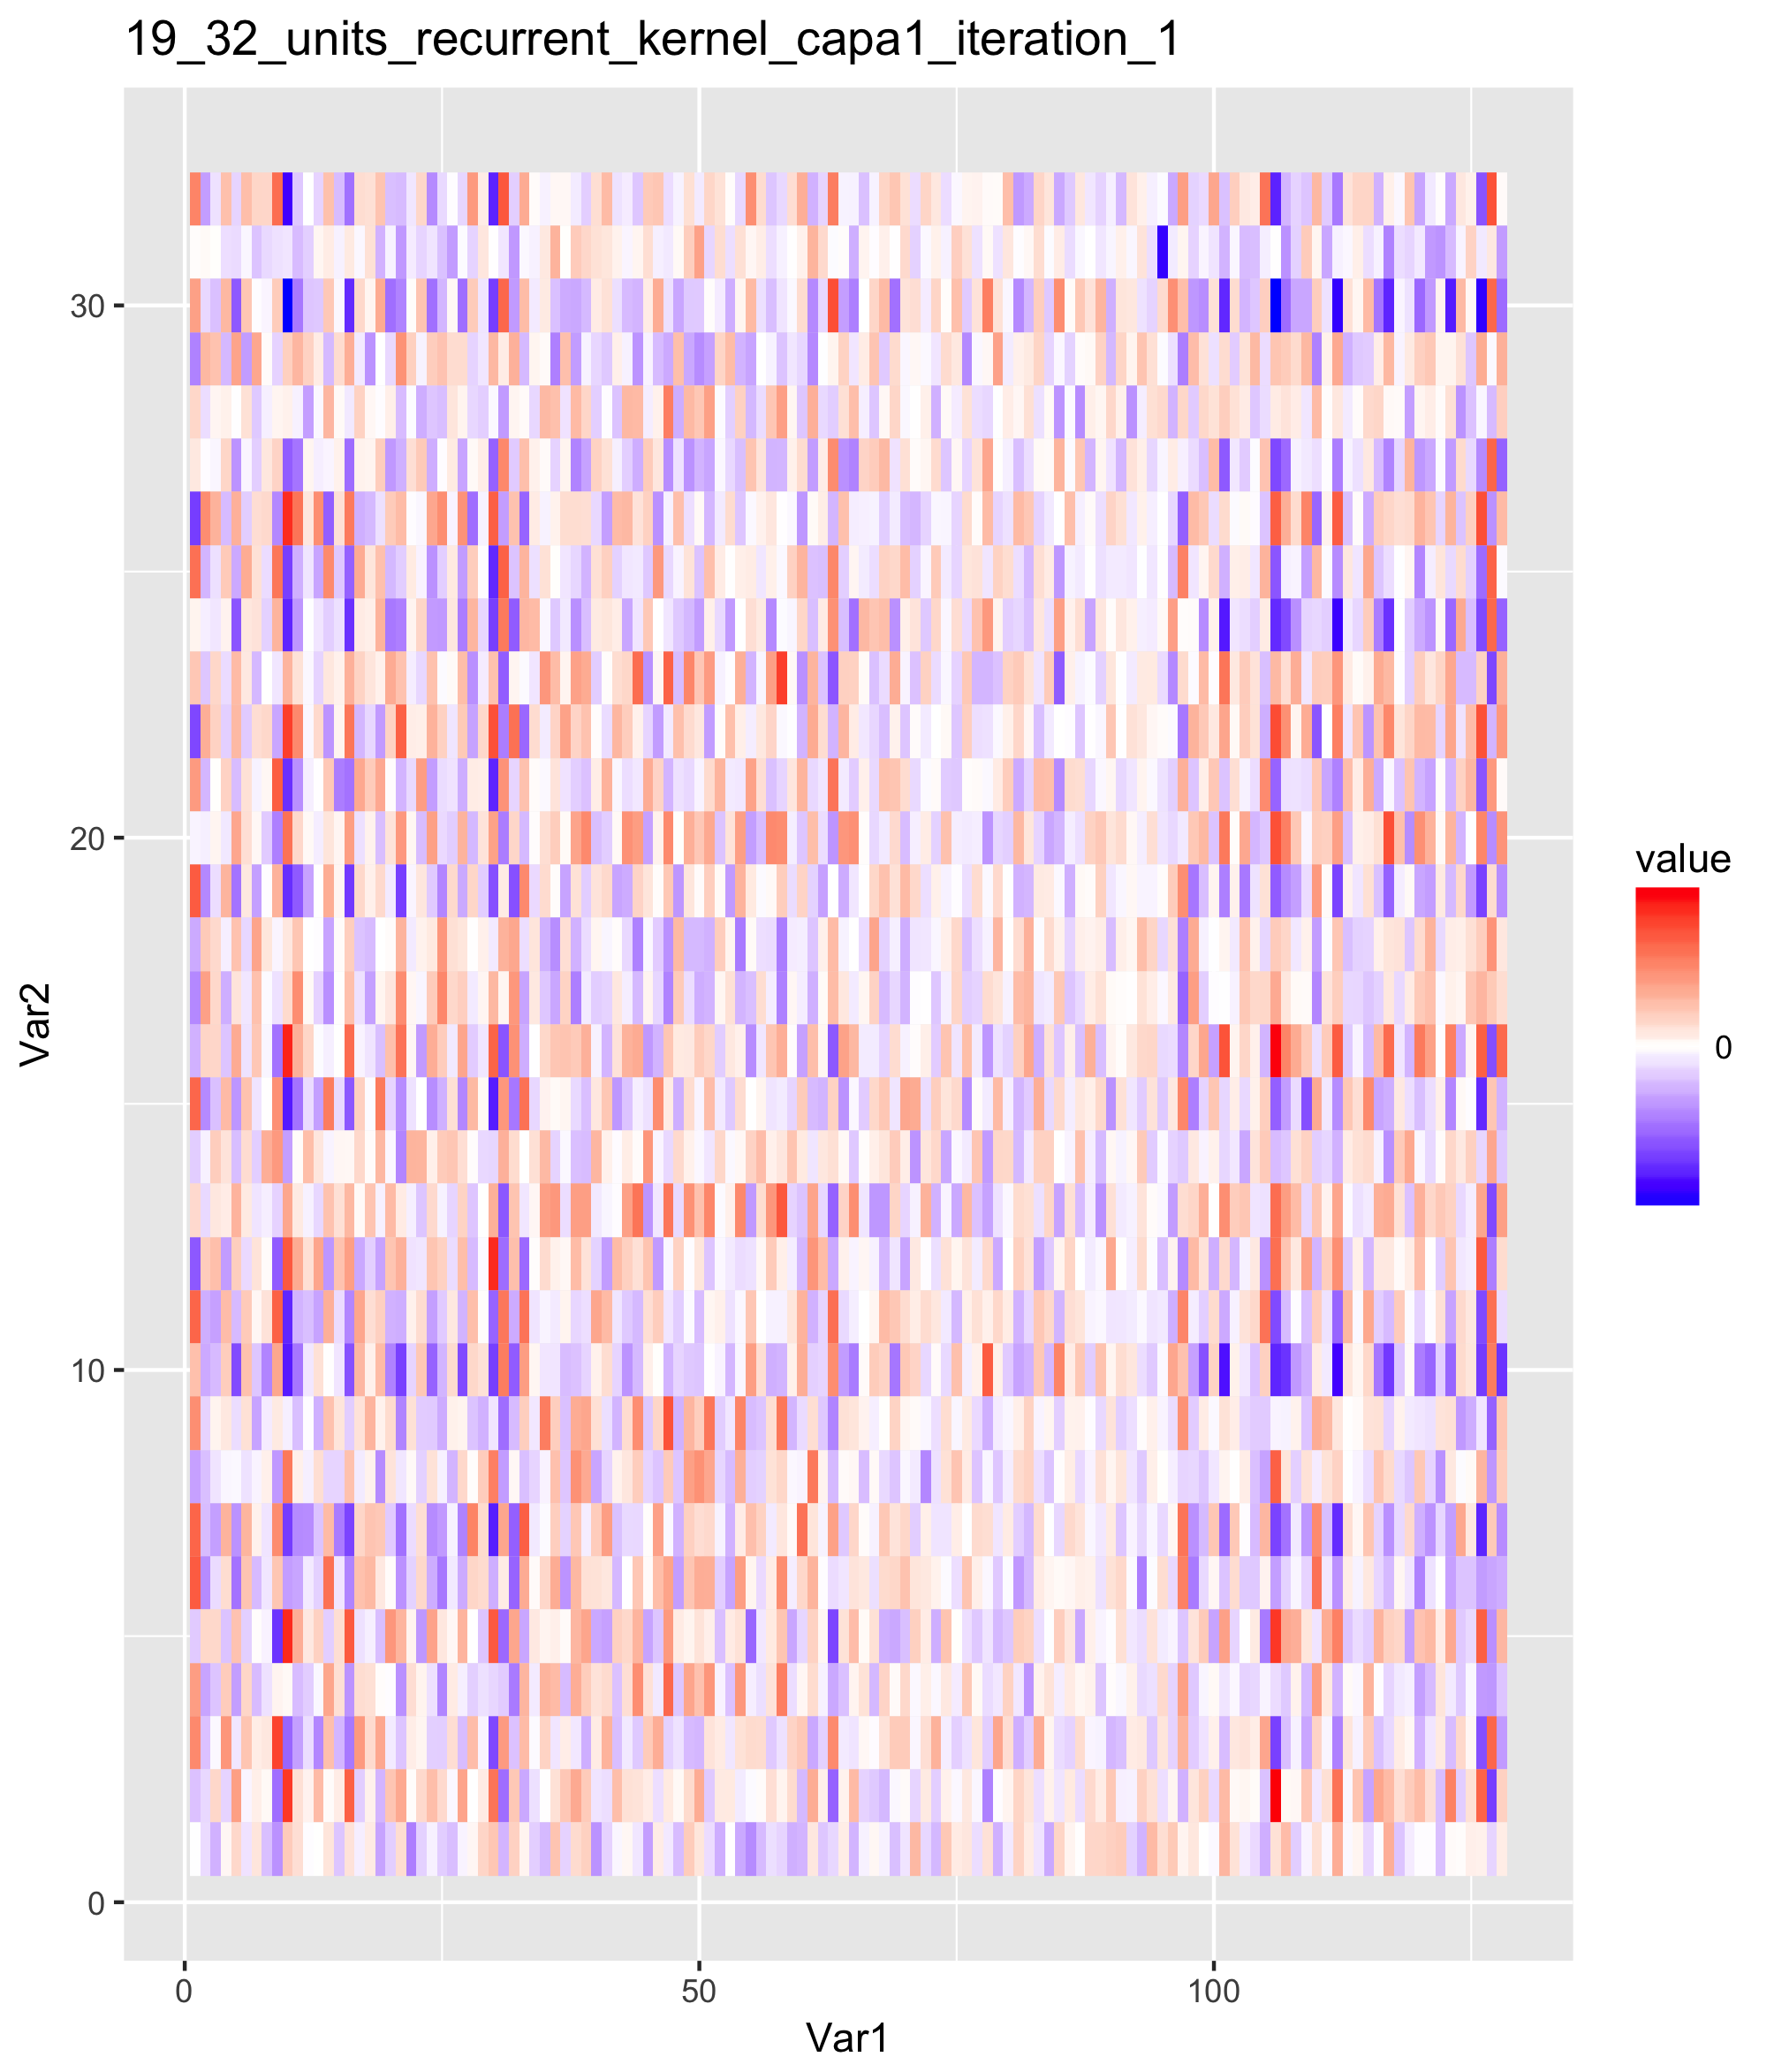 19_32_units_recurrent_kernel_capa1_iteration_1
30
20
10
0
0
50
100
Var1
Var2
value
0